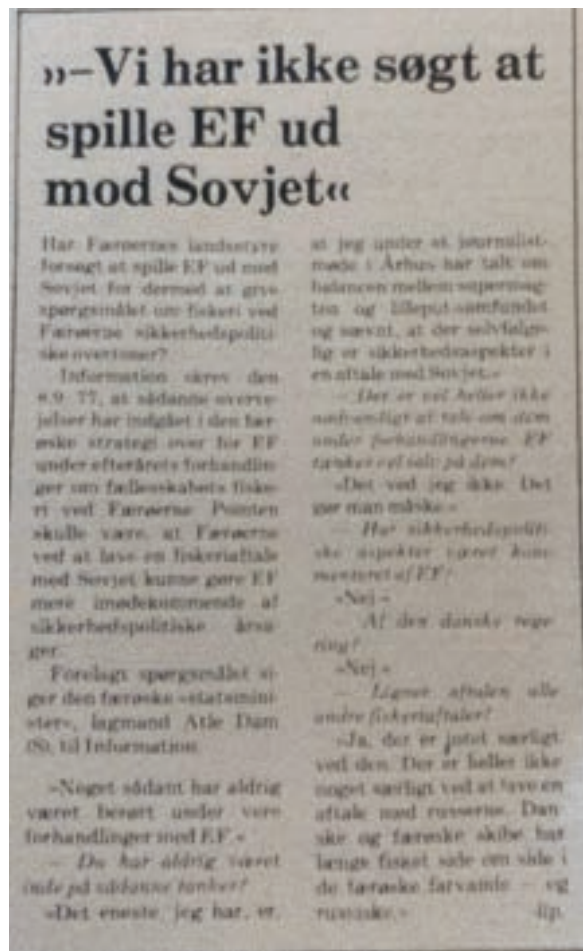 »–Vi har ikke søgt at
spille EF ud
mod Sovjet«
Har Færøernes landsstyre
forsøgt at spille EF ud mod
Sovjet for dermed at give
spørgsmålet om fiskeri ved
Færøerne sikkerhedspoliti-
ske overtoner?
Information skrev den
8.9. 77, at sådanne overve-
jelser har indgået i den fær-
øske strategi over for EF
under efterårets forhandlin-
ger om fællesskabets fiske-
ri ved Færøerne. Pointen
skulle være, at Færøerne
ved at lave en fiskeriaftale
med Sovjet kunne gøre EF
mere imødekommende af
sikkerhedspolitiske årsa-
ger.
Forelagt spørgsmålet si-
ger den færøske »statsmini-
ster«, lagmand Atle Dam
(S), til Information:
»Noget sådant har aldrig
været berørt under vere
forhandlinger med EF.«
– Du har aldrig været
inde på sådanne tanker?
»Det eneste, jeg har, er,
at jeg under et journalist-
møde i Århus har talt om
balancen mellem supermag-
ten og lilleput-samfundet
og nævnt, at der selvfølge-
lig er sikkerhedsaspekter i
en aftale med Sovjet.«
– Der er vel heller ikke
nødvendigt at tale om dem
under forhandlingerne. EF
tænker vel selv på dem?
»Det ved jeg ikke. Det
gør man måske.«
– Har sikkerhedspoliti-
ske aspekter været kom-
menteret af EF?
»Nej.«
– Af den danske rege-
ring?
»Nej.«
– Ligner aftalen alle
andre fiskeriaftaler?
»Ja, der er intet særligt
ved den. Der er heller ikke
noget særligt ved at lave en
aftale med russerne. Dan-
ske og færøske skibe har
længe fisket side om side i
de færøske farvande – og
russiske.« -lip.